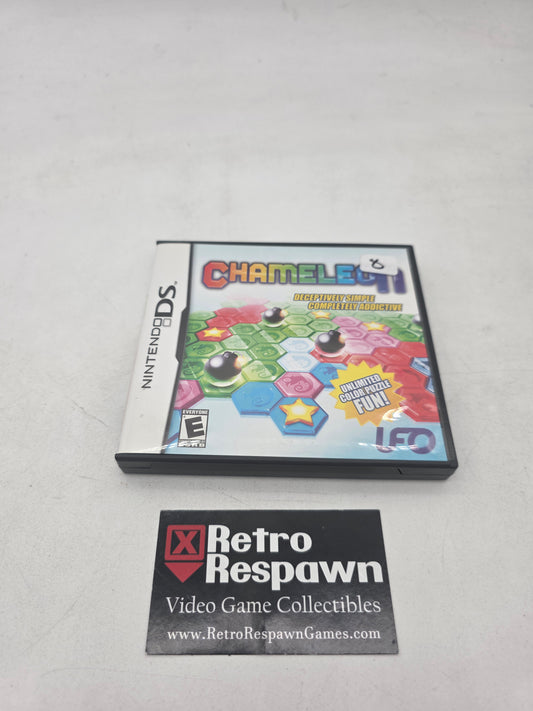 CHAMELEON
8
DECEPTIVELY SIMPLE
COMPLETELY ADDICTIVE
NINTENDO DS
UNLIMITED
COLOR PUZZLE
FUN!
EVERYONE
E
UFO
X Retro
Respawn
Video Game Collectibles
www.RetroRespawnGames.com